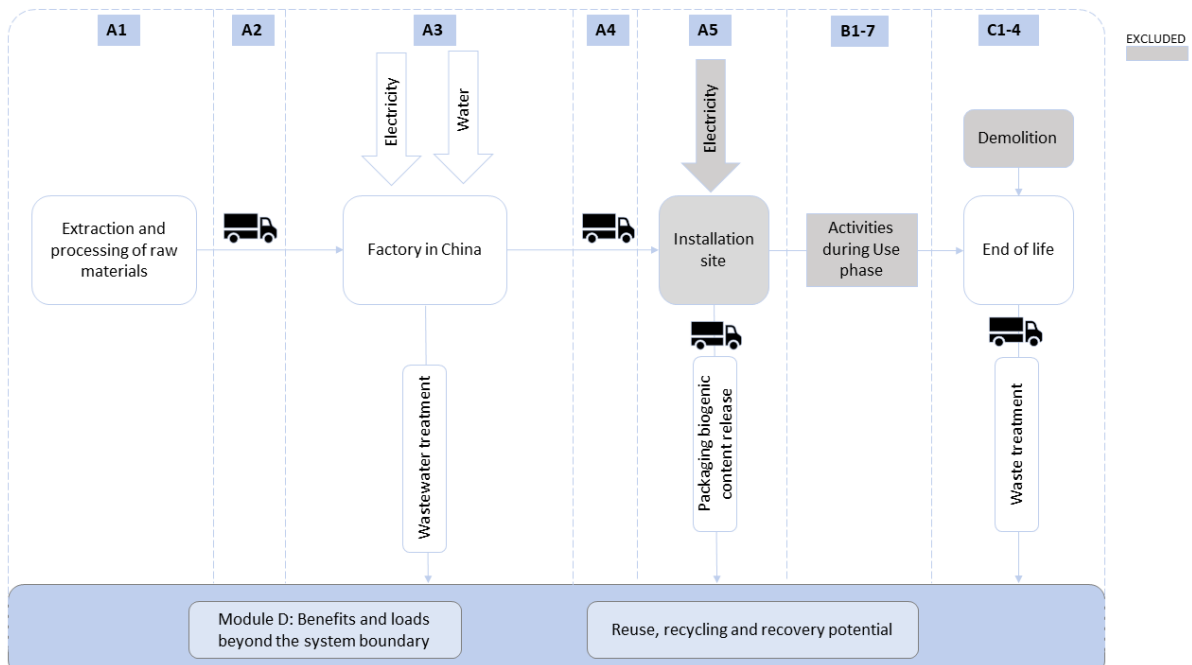 A1
A2
A3
A4
A5
B1-7
C1-4
EXCLUDED
Electricity
Water
Electricity
Demolition
Extraction and
processing of raw
materials
Factory in China
Installation
site
Activities
during Use
phase
End of life
Wastewater treatment
Packaging biogenic
content release
Waste treatment
Module D: Benefits and loads
beyond the system boundary
Reuse, recycling and recovery potential